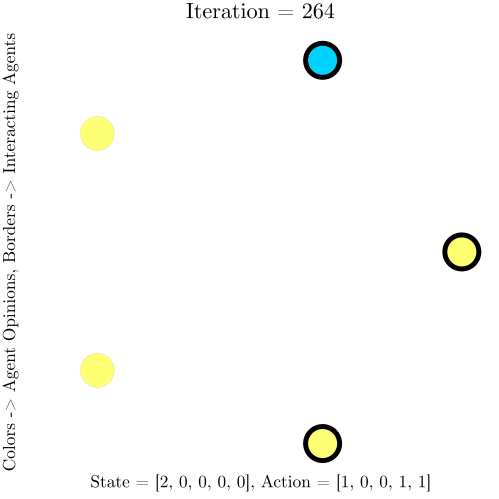 Iteration = 264
Colors -> Agent Opinions, Borders -> Interacting Agents
State = [2, 0, 0, 0, 0], Action = [1, 0, 0, 1, 1]